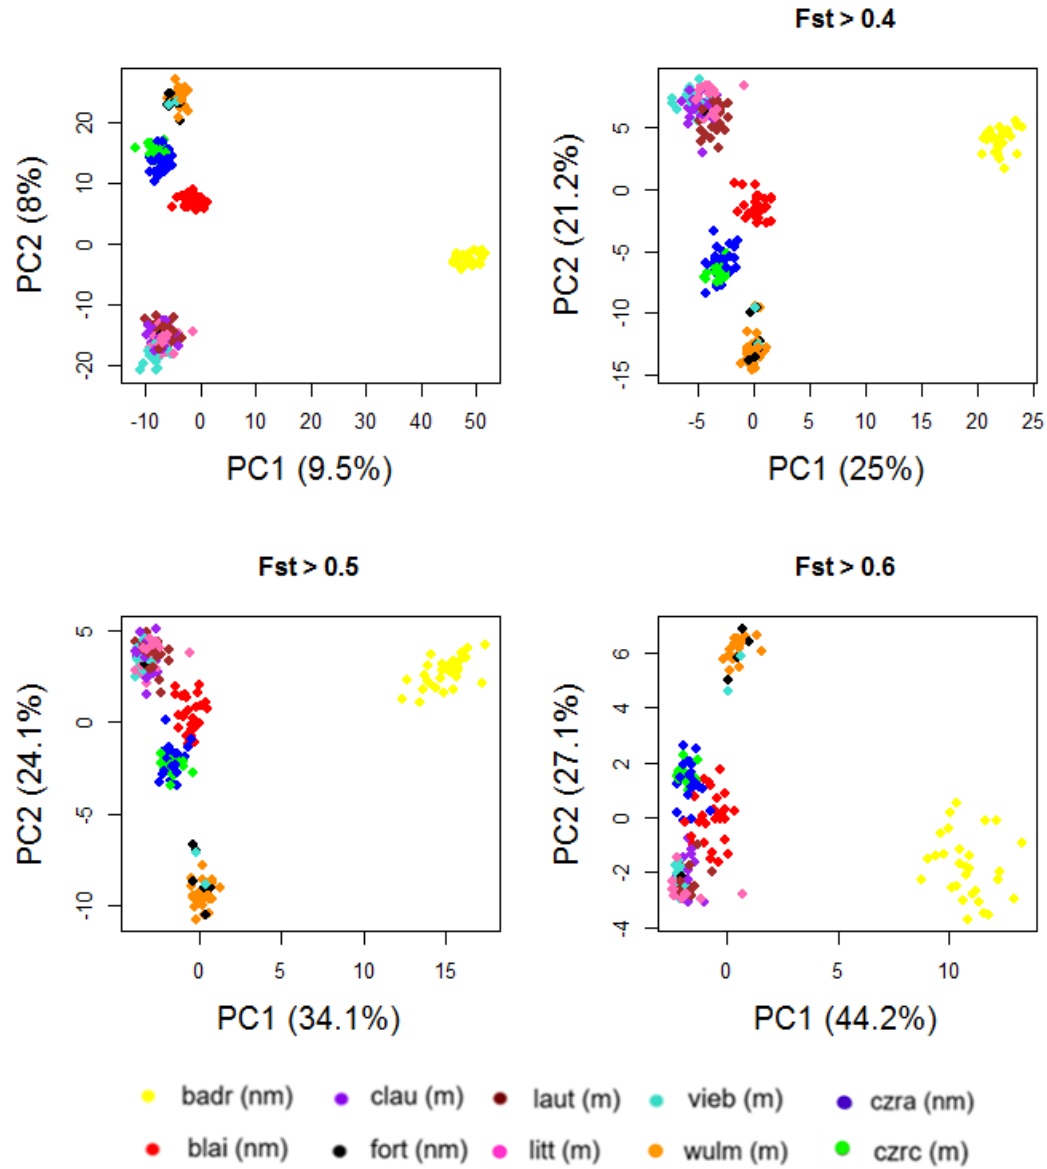 Fst > 0.4
20
10
0
-10
-20
PC2 (8%)
-10 0 10 20 30 40 50
PC1 (9.5%)
5
0
-5
-10
-15
PC2 (21.2%)
-5 0 5 10 15 20 25
PC1 (25%)
Fst > 0.5
Fst > 0.6
5
0
-5
-10
PC2 (24.1%)
0 5 10 15
PC1 (34.1%)
6
4
2
0
-2
-4
PC2 (27.1%)
0 5 10
PC1 (44.2%)
badr (nm) clau (m) laut (m) vieb (m) czra (nm)
blai (nm) fort (nm) litt (m) wulm (m) czrc (m)